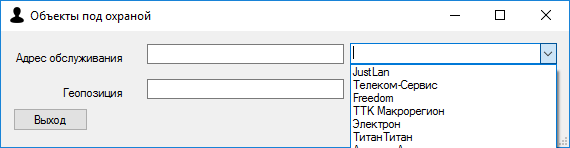 Объекты под охраной
Адрес обслуживания
JustLan
Телеком-Сервис
Freedom
ТТК Макрорегион
Электрон
ТитанТитан
Геопозиция
Выход